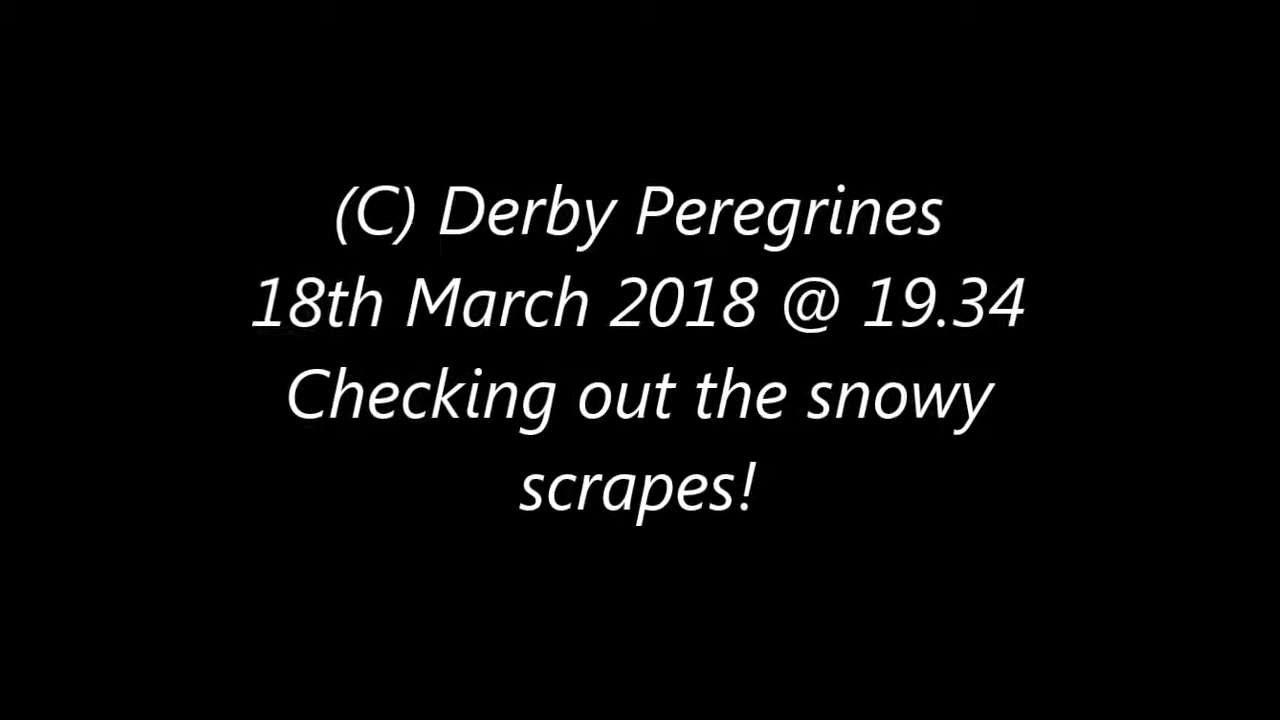 (C) Derby Peregrines
18th March 2018 @ 19.34
Checking out the snowy
scrapes!